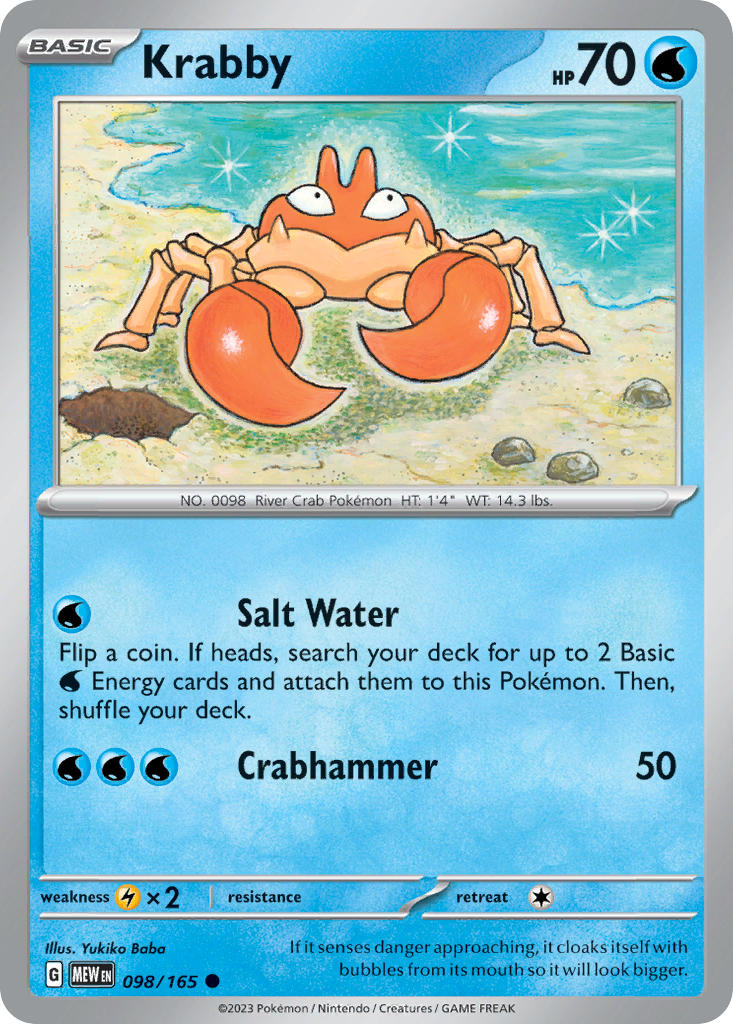 BASIC
Krabby
HP 70
NO. 0098 River Crab Pokémon HT: 1'4" WT: 14.3 lbs.
Salt Water
Flip a coin. If heads, search your deck for up to 2 Basic
Energy cards and attach them to this Pokémon. Then,
shuffle your deck.
Crabhammer 50
weakness ×2 resistance retreat
Illus. Yukiko Baba
If it senses danger approaching, it cloaks itself with
bubbles from its mouth so it will look bigger.
G MEW EN 098/165
©2023 Pokémon / Nintendo / Creatures / GAME FREAK